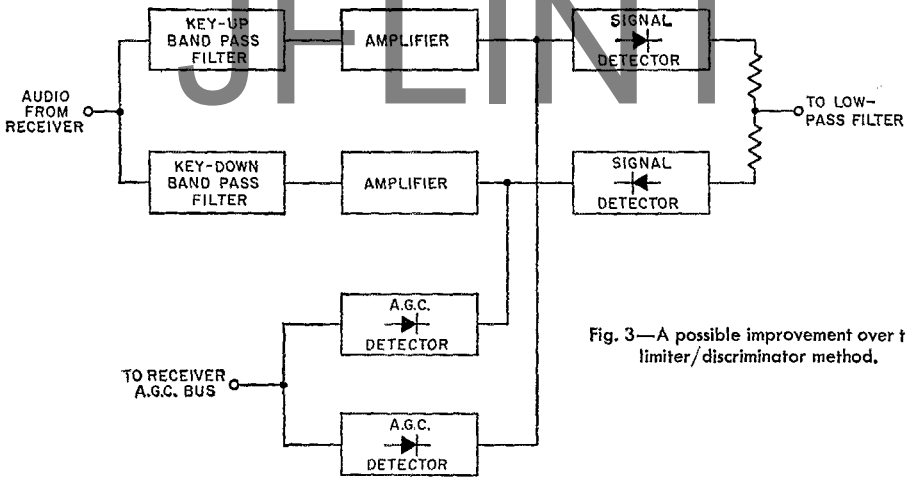 KEY-UP
BAND PASS
FILTER
AMPLIFIER
SIGNAL
DETECTOR
AUDIO
FROM
RECEIVER
TO LOW-
PASS FILTER
KEY-DOWN
BAND PASS
FILTER
AMPLIFIER
SIGNAL
DETECTOR
A.G.C.
DETECTOR
TO RECEIVER
A.G.C. BUS
A.G.C.
DETECTOR
Fig. 3—A possible improvement over t
limiter/discriminator method.